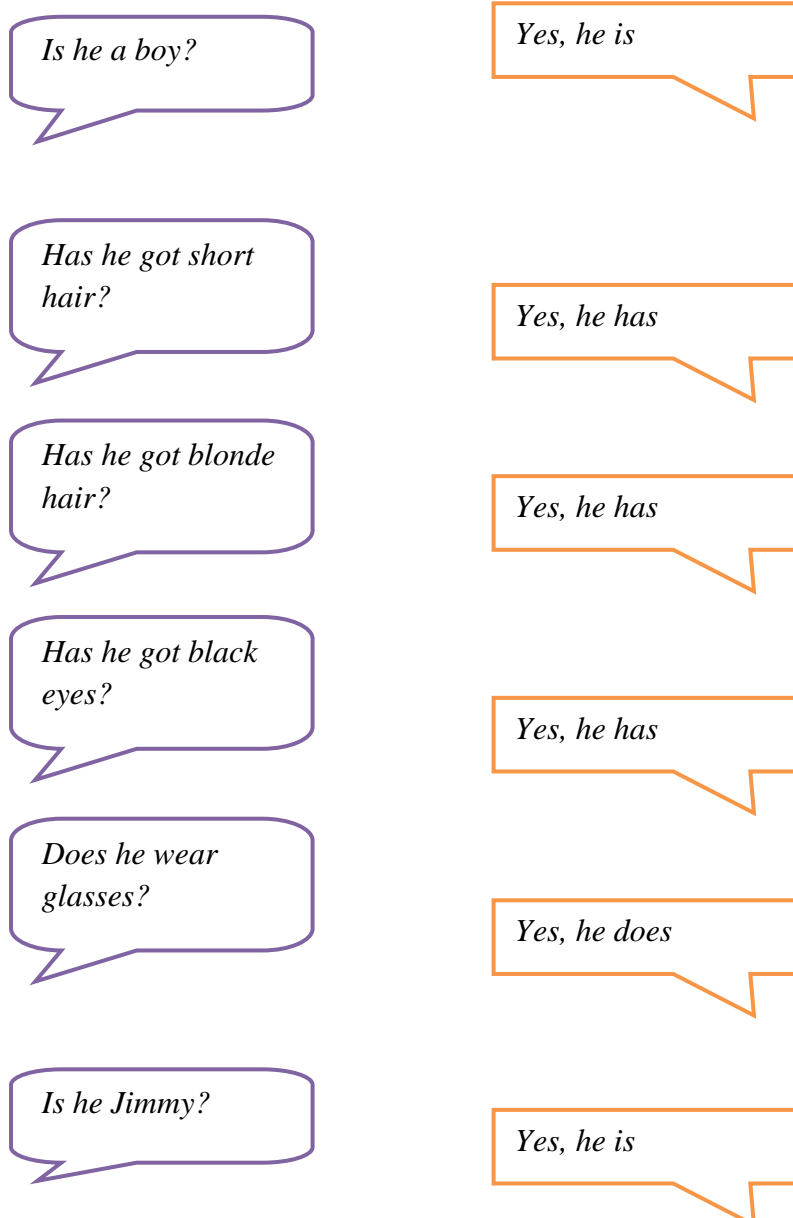 Is he a boy?
Yes, he is
Has he got short
hair?
Yes, he has
Has he got blonde
hair?
Yes, he has
Has he got black
eyes?
Yes, he has
Does he wear
glasses?
Yes, he does
Is he Jimmy?
Yes, he is